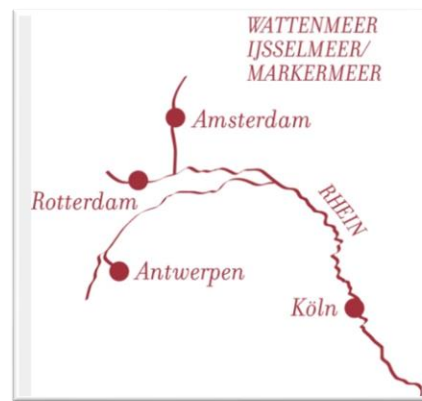 WATTENMEER
IJSSELMEER/
MARKERMEER
Amsterdam
Rotterdam
RHEIN
Antwerpen
Köln